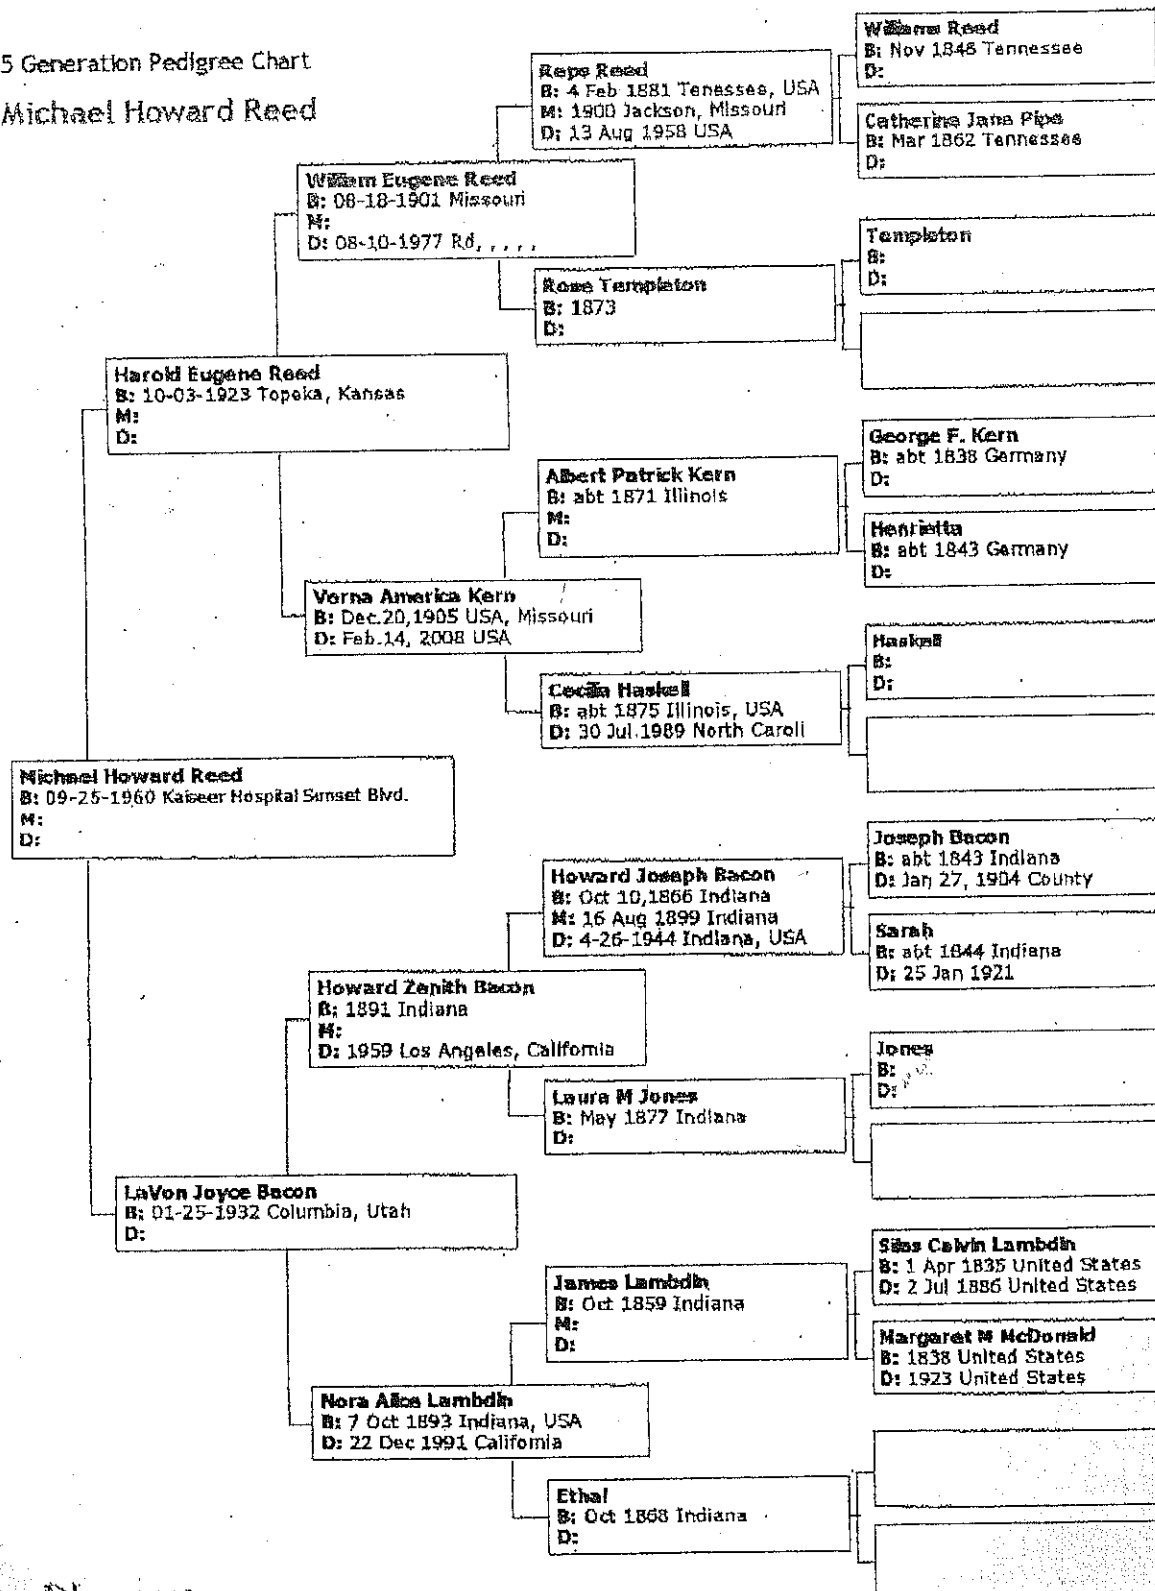 5 Generation Pedigree Chart
Michael Howard Reed
William Reed
B: Nov 1846 Tennessee
D:
Reps Reed
B: 4 Feb 1881 Tenessee, USA
M: 1900 Jackson, Missouri
D: 13 Aug 1958 USA
Catherine Jane Pipe
B: Mar 1862 Tennessee
D:
William Eugene Reed
B: 08-18-1901 Missouri
M:
D: 08-10-1977 Rd, , , , ,
Templeton
B:
D:
Rose Templeton
B: 1873
D:
Harold Eugene Reed
B: 10-03-1923 Topeka, Kansas
M:
D:
George F. Kern
B: abt 1838 Germany
D:
Albert Patrick Kern
B: abt 1871 Illinois
M:
D:
Henrietta
B: abt 1843 Germany
D:
Verna America Kern
B: Dec.20,1905 USA, Missouri
D: Feb.14, 2008 USA
Haskell
B:
D:
Cecilia Haskell
B: abt 1875 Illinois, USA
D: 30 Jul 1989 North Caroli
Michael Howard Reed
B: 09-25-1960 Kaiseer Hospital Sunset Blvd.
M:
D:
Joseph Bacon
B: abt 1843 Indiana
D: Jan 27, 1904 County
Howard Joseph Bacon
B: Oct 10,1866 Indiana
M: 16 Aug 1899 Indiana
D: 4-26-1944 Indiana, USA
Sarah
B: abt 1844 Indiana
D: 25 Jan 1921
Howard Zenith Bacon
B: 1891 Indiana
M:
D: 1959 Los Angeles, California
Jones
B:
D:
Laura M Jones
B: May 1877 Indiana
D:
LaVon Joyce Bacon
B: 01-25-1932 Columbia, Utah
D:
Silas Calvin Lambdin
B: 1 Apr 1835 United States
D: 2 Jul 1886 United States
James Lambdin
B: Oct 1859 Indiana
M:
D:
Margaret M McDonald
B: 1838 United States
D: 1923 United States
Nora Alice Lambdin
B: 7 Oct 1893 Indiana, USA
D: 22 Dec 1991 California
Ethal
B: Oct 1868 Indiana
D: